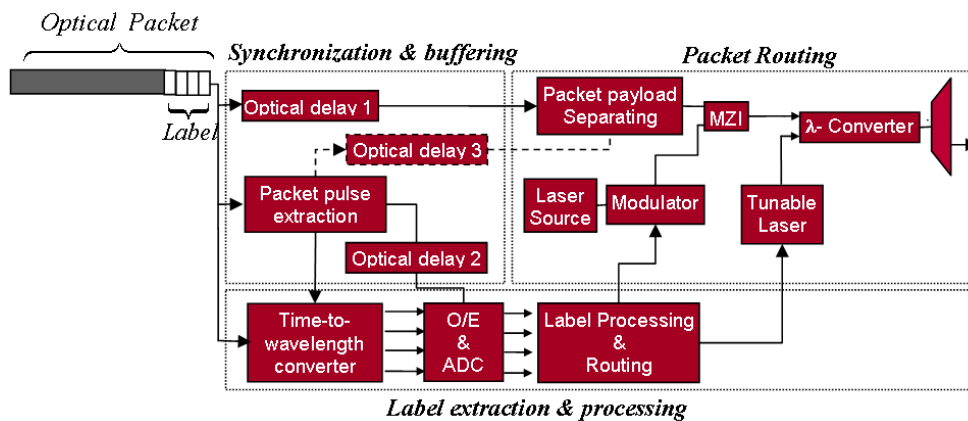 Optical Packet
Label
Synchronization & buffering
Packet Routing
Optical delay 1
Packet payload
Separating
MZI
λ- Converter
Optical delay 3
Packet pulse
extraction
Laser
Source
Modulator
Tunable
Laser
Optical delay 2
Time-to-
wavelength
converter
O/E
&
ADC
Label Processing
&
Routing
Label extraction & processing